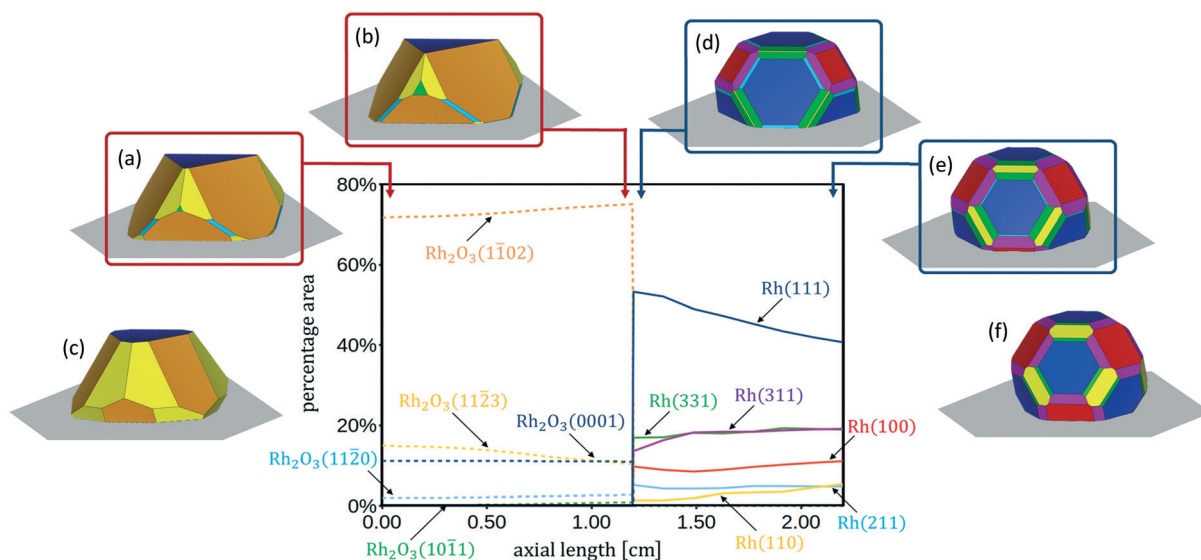 (b)
(d)
(a)
(e)
(c)
(f)
80%
60%
40%
20%
0%
percentage area
Rh₂O₃(11̅02)
Rh(111)
Rh₂O₃(112̅3)
Rh₂O₃(0001)
Rh(331)
Rh(311)
Rh(100)
Rh₂O₃(112̅0)
Rh₂O₃(101̅1)
Rh(110)
Rh(211)
0.00
0.50
1.00
1.50
2.00
axial length [cm]